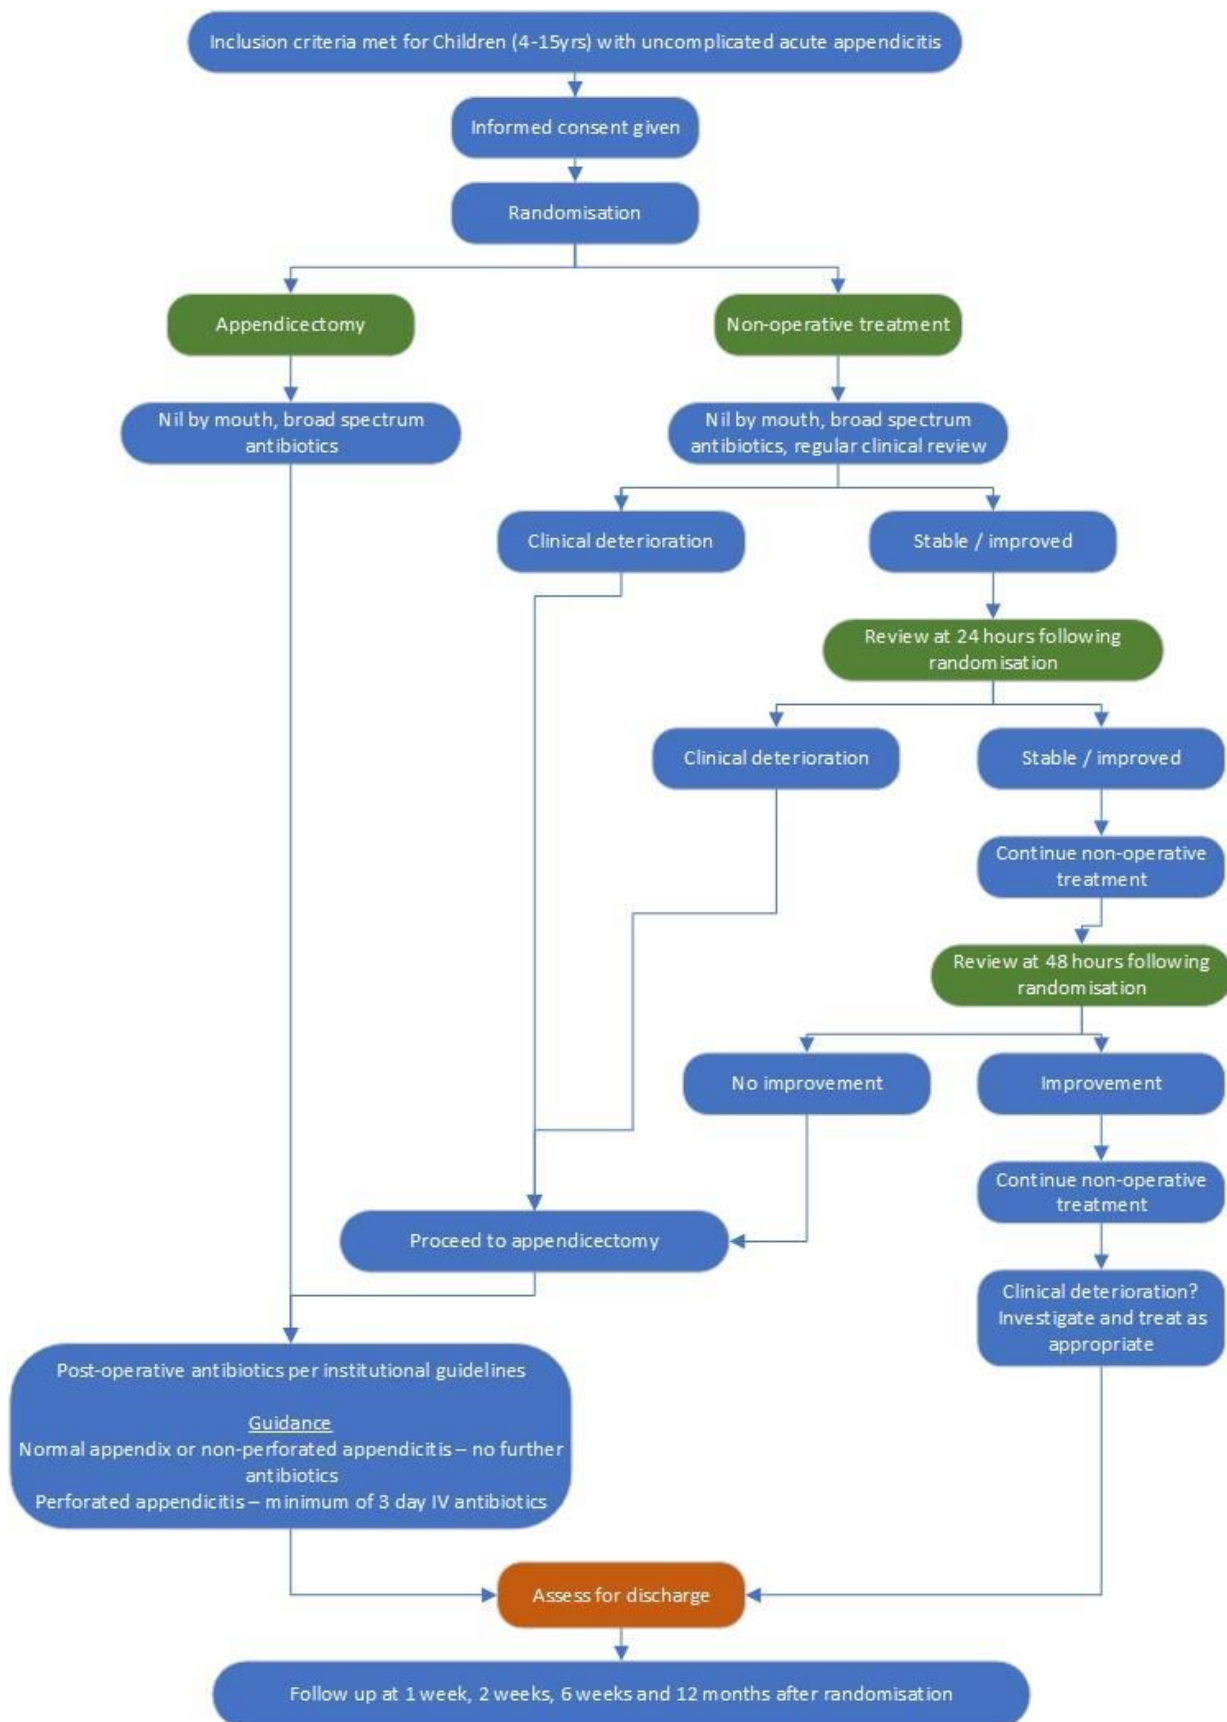 Inclusion criteria met for Children (4-15yrs) with uncomplicated acute appendicitis
Informed consent given
Randomisation
Appendicectomy
Non-operative treatment
Nil by mouth, broad spectrum
antibiotics
Nil by mouth, broad spectrum
antibiotics, regular clinical review
Clinical deterioration
Stable / improved
Review at 24 hours following
randomisation
Clinical deterioration
Stable / improved
Continue non-operative
treatment
Review at 48 hours following
randomisation
No improvement
Improvement
Continue non-operative
treatment
Proceed to appendicectomy
Clinical deterioration?
Investigate and treat as
appropriate
Post-operative antibiotics per institutional guidelines
Guidance
Normal appendix or non-perforated appendicitis – no further
antibiotics
Perforated appendicitis – minimum of 3 day IV antibiotics
Assess for discharge
Follow up at 1 week, 2 weeks, 6 weeks and 12 months after randomisation